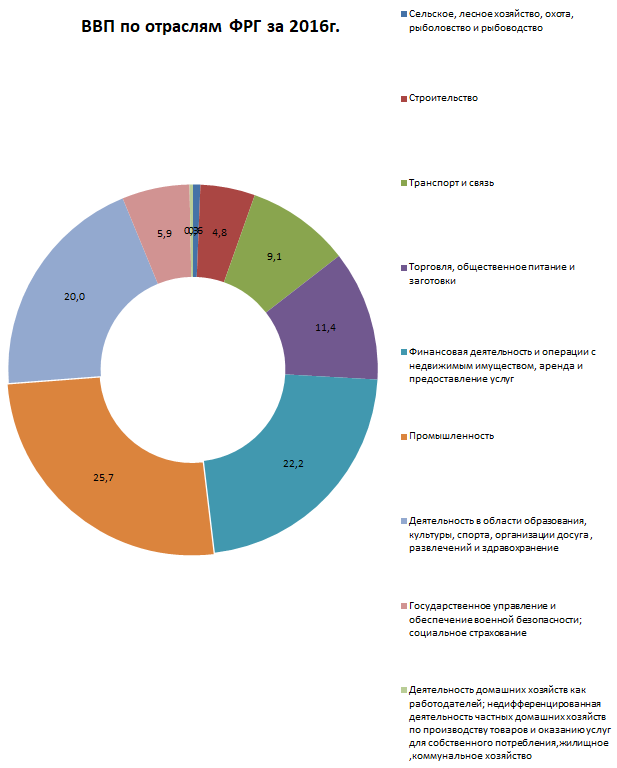 ВВП по отраслям ФРГ за 2016г.
Сельское, лесное хозяйство, охота,
рыболовство и рыбоводство
Строительство
Транспорт и связь
Торговля, общественное питание и
заготовки
Финансовая деятельность и операции с
недвижимым имуществом, аренда и
предоставление услуг
Промышленность
Деятельность в области образования,
культуры, спорта, организации досуга ,
развлечений и здравохранение
Государственное управление и
обеспечение военной безопасности;
социальное страхование
Деятельность домашних хозяйств как
работодателей; недифференцированная
деятельность частных домашних хозяйств
по производству товаров и оказанию услуг
для собственного потребления,жилищное
,коммунальное хозяйство
4,8
9,1
11,4
22,2
25,7
20,0
5,9